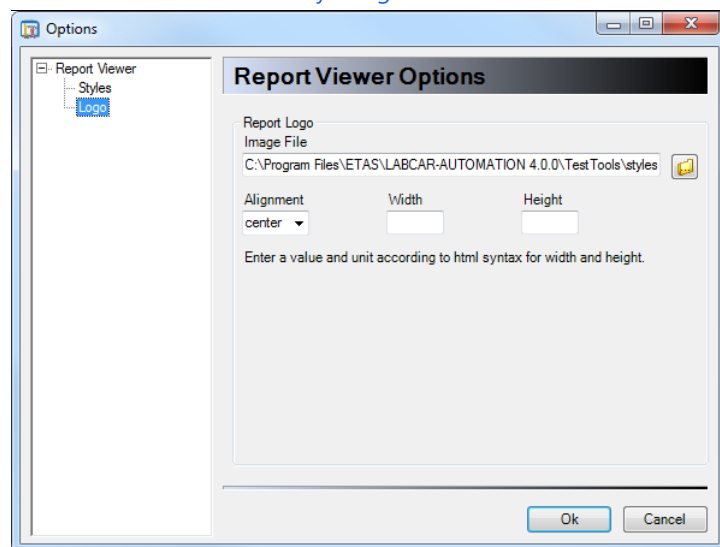 Options
Report Viewer
Styles
Logo
Report Viewer Options
Report Logo
Image File
C:\Program Files\ETAS\LABCAR-AUTOMATION 4.0.0\TestTools\styles
Alignment Width Height
center
Enter a value and unit according to html syntax for width and height.
Ok Cancel